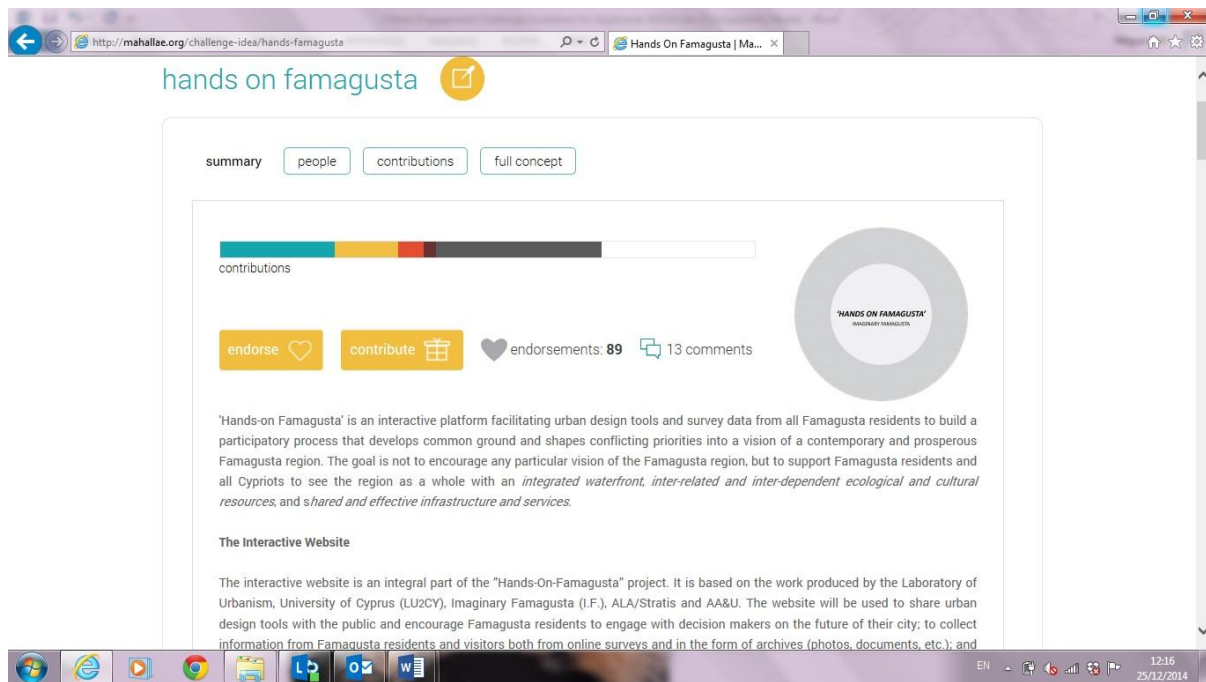 http://mahallae.org/challenge-idea/hands-famagusta
Hands On Famagusta | Ma...
hands on famagusta
summary
people
contributions
full concept
contributions
'HANDS ON FAMAGUSTA'
IMAGINARY FAMAGUSTA
endorse
contribute
endorsements: 89
13 comments
'Hands-on Famagusta' is an interactive platform facilitating urban design tools and survey data from all Famagusta residents to build a
participatory process that develops common ground and shapes conflicting priorities into a vision of a contemporary and prosperous
Famagusta region. The goal is not to encourage any particular vision of the Famagusta region, but to support Famagusta residents and
all Cypriots to see the region as a whole with an integrated waterfront, inter-related and inter-dependent ecological and cultural
resources, and shared and effective infrastructure and services.
The Interactive Website
The interactive website is an integral part of the "Hands-On-Famagusta" project. It is based on the work produced by the Laboratory of
Urbanism, University of Cyprus (LU2CY), Imaginary Famagusta (I.F.), ALA/Stratis and AA&U. The website will be used to share urban
design tools with the public and encourage Famagusta residents to engage with decision makers on the future of their city; to collect
information from Famagusta residents and visitors both from online surveys and in the form of archives (photos, documents, etc.); and
EN
12:16
25/12/2014